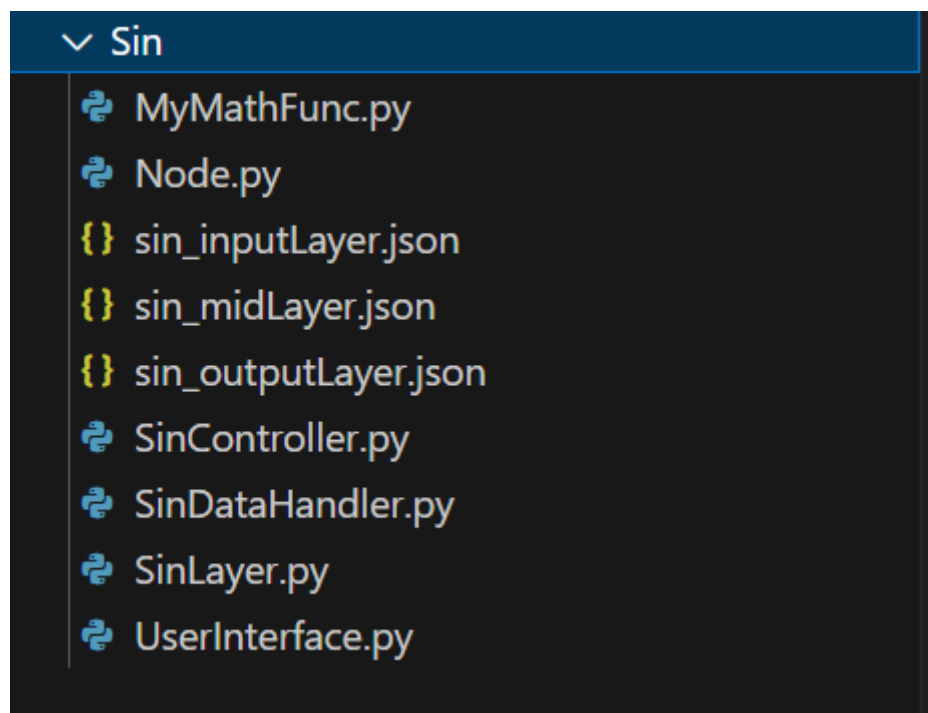 Sin
MyMathFunc.py
Node.py
{} sin_inputLayer.json
{} sin_midLayer.json
{} sin_outputLayer.json
SinController.py
SinDataHandler.py
SinLayer.py
UserInterface.py